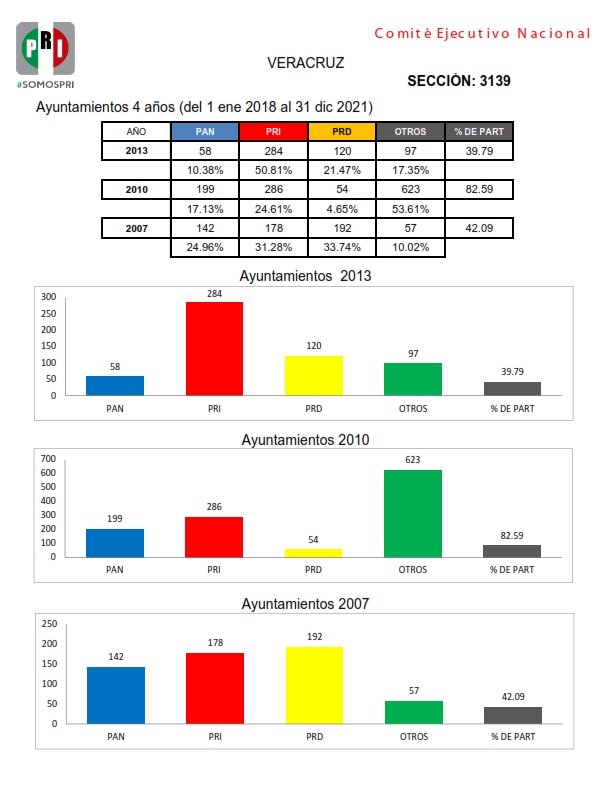 Comité Ejecutivo Nacional
PRI
#SOMOSPRI
VERACRUZ
SECCIÓN: 3139
Ayuntamientos 4 años (del 1 ene 2018 al 31 dic 2021)
AÑO PAN PRI PRD OTROS % DE PART
2013 58 284 120 97 39.79
10.38% 50.81% 21.47% 17.35%
2010 199 286 54 623 82.59
17.13% 24.61% 4.65% 53.61%
2007 142 178 192 57 42.09
24.96% 31.28% 33.74% 10.02%
Ayuntamientos 2013
300
250
200
150
100
50
0
58 284 120 97 39.79
PAN PRI PRD OTROS % DE PART
Ayuntamientos 2010
700
600
500
400
300
200
100
0
199 286 54 623 82.59
PAN PRI PRD OTROS % DE PART
Ayuntamientos 2007
250
200
150
100
50
0
142 178 192 57 42.09
PAN PRI PRD OTROS % DE PART